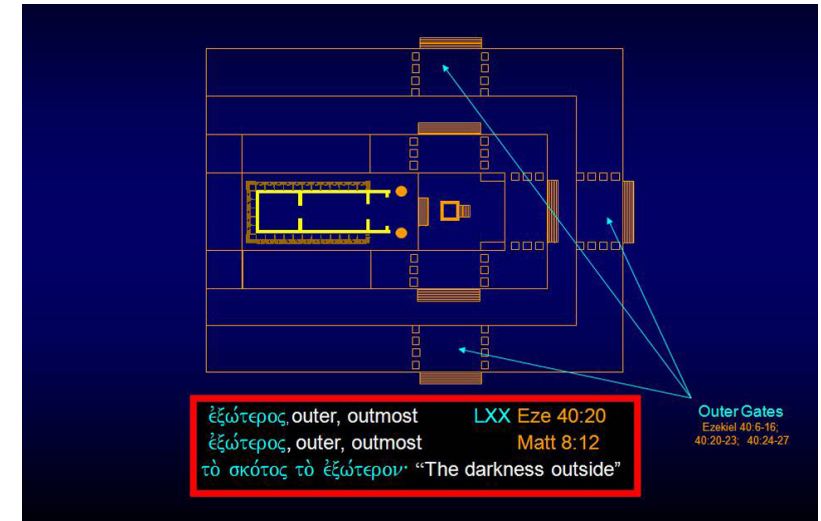 ἐξώτερος, outer, outmost LXX Eze 40:20
ἐξώτερος, outer, outmost Matt 8:12
τὸ σκότος τὸ ἐξώτερον· “The darkness outside”
Outer Gates
Ezekiel 40:6-16;
40:20-23; 40:24-27